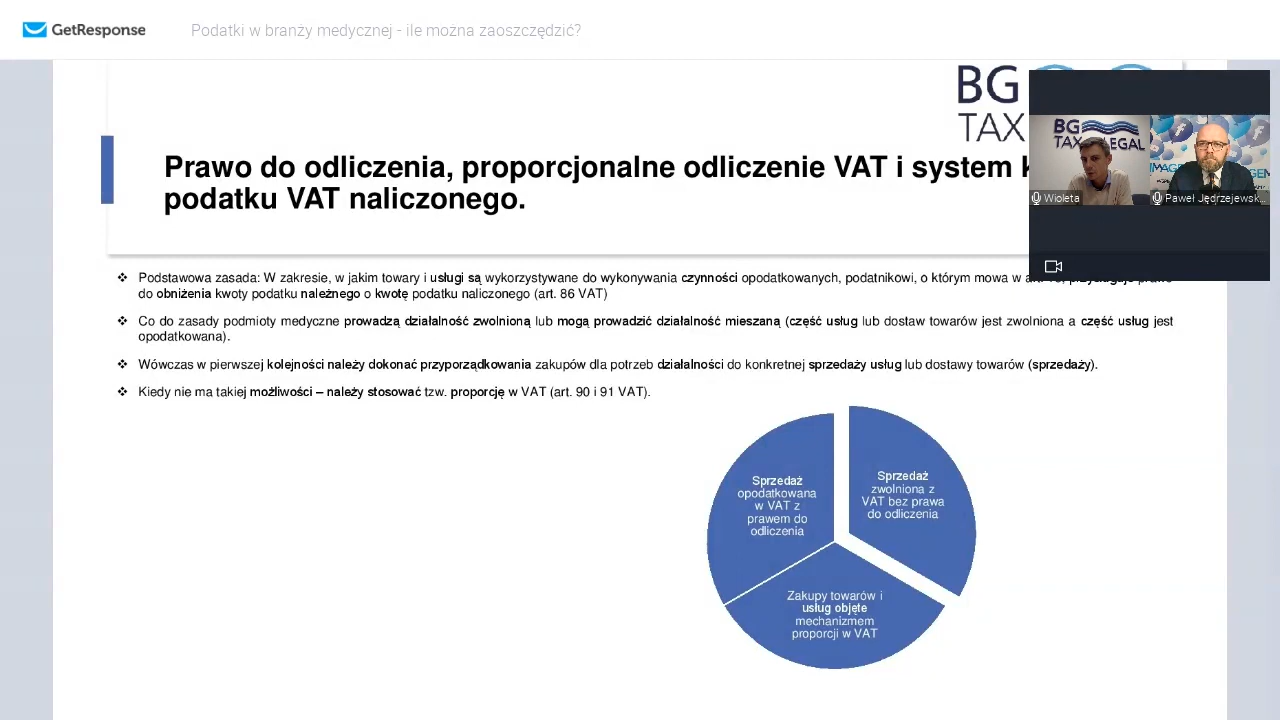 GetResponse
Podatki w branży medycznej - ile można zaoszczędzić?
BG
TAX
Prawo do odliczenia, proporcjonalne odliczenie VAT i system
podatku VAT naliczonego.
BG
TAX LEGAL
Wioleta
Paweł Jędrzejewsk...
❖ Podstawowa zasada: W zakresie, w jakim towary i usługi są wykorzystywane do wykonywania czynności opodatkowanych, podatnikowi, o którym mowa w
do obniżenia kwoty podatku należnego o kwotę podatku naliczonego (art. 86 VAT)
❖ Co do zasady podmioty medyczne prowadzą działalność zwolnioną lub mogą prowadzić działalność mieszaną (część usług lub dostaw towarów jest zwolniona a część usług jest
opodatkowana).
❖ Wówczas w pierwszej kolejności należy dokonać przyporządkowania zakupów dla potrzeb działalności do konkretnej sprzedaży usług lub dostawy towarów (sprzedaży).
❖ Kiedy nie ma takiej możliwości – należy stosować tzw. proporcję w VAT (art. 90 i 91 VAT).
Sprzedaż
opodatkowana
w VAT z
prawem do
odliczenia
Sprzedaż
zwolniona z
VAT bez prawa
do odliczenia
Zakupy towarów i
usług objęte
mechanizmem
proporcji w VAT